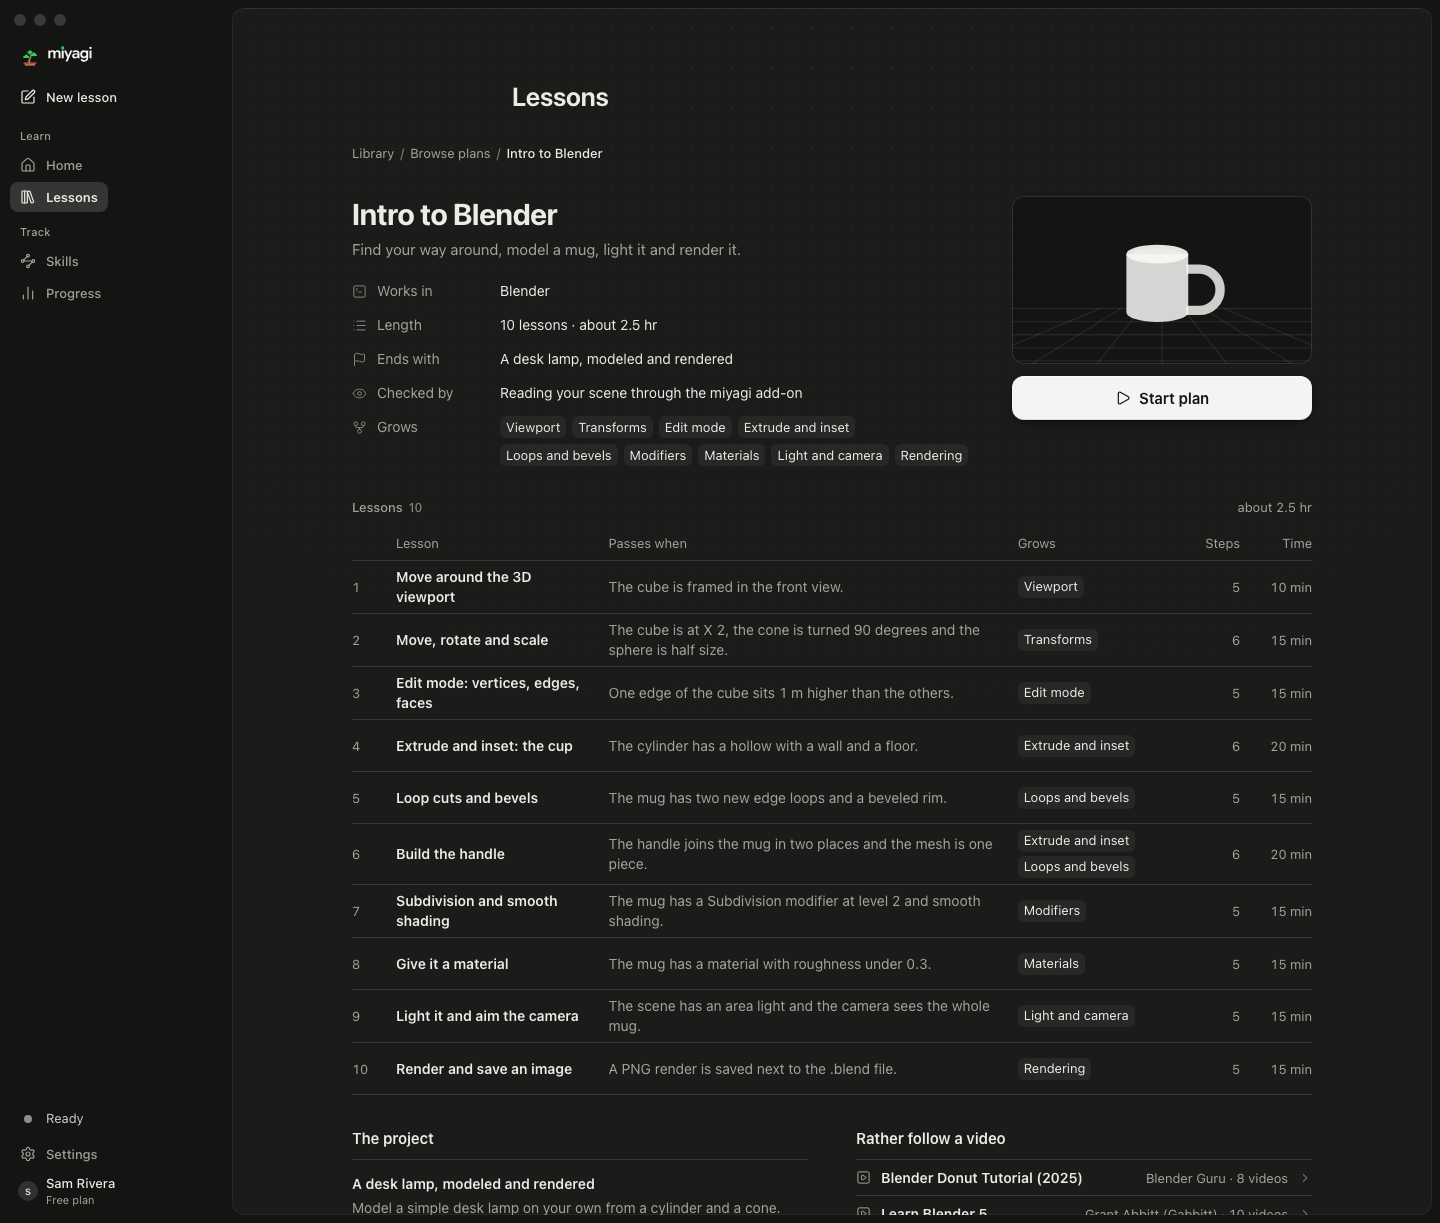 miyagi
New lesson
Learn
Home
Lessons
Track
Skills
Progress
Ready
Settings
S
Sam Rivera
Free plan
Lessons
Library / Browse plans / Intro to Blender
Intro to Blender
Find your way around, model a mug, light it and render it.
Works in Blender
Length 10 lessons · about 2.5 hr
Ends with A desk lamp, modeled and rendered
Checked by Reading your scene through the miyagi add-on
Grows Viewport Transforms Edit mode Extrude and inset
Loops and bevels Modifiers Materials Light and camera Rendering
Start plan
Lessons 10 about 2.5 hr
Lesson Passes when Grows Steps Time
1 Move around the 3D viewport The cube is framed in the front view. Viewport 5 10 min
2 Move, rotate and scale The cube is at X 2, the cone is turned 90 degrees and the sphere is half size. Transforms 6 15 min
3 Edit mode: vertices, edges, faces One edge of the cube sits 1 m higher than the others. Edit mode 5 15 min
4 Extrude and inset: the cup The cylinder has a hollow with a wall and a floor. Extrude and inset 6 20 min
5 Loop cuts and bevels The mug has two new edge loops and a beveled rim. Loops and bevels 5 15 min
6 Build the handle The handle joins the mug in two places and the mesh is one piece. Extrude and inset Loops and bevels 6 20 min
7 Subdivision and smooth shading The mug has a Subdivision modifier at level 2 and smooth shading. Modifiers 5 15 min
8 Give it a material The mug has a material with roughness under 0.3. Materials 5 15 min
9 Light it and aim the camera The scene has an area light and the camera sees the whole mug. Light and camera 5 15 min
10 Render and save an image A PNG render is saved next to the .blend file. Rendering 5 15 min
The project
A desk lamp, modeled and rendered
Model a simple desk lamp on your own from a cylinder and a cone.
Rather follow a video
Blender Donut Tutorial (2025) Blender Guru · 8 videos
Learn Blender 5 Grant Abbitt (Gabbitt) · 10 videos